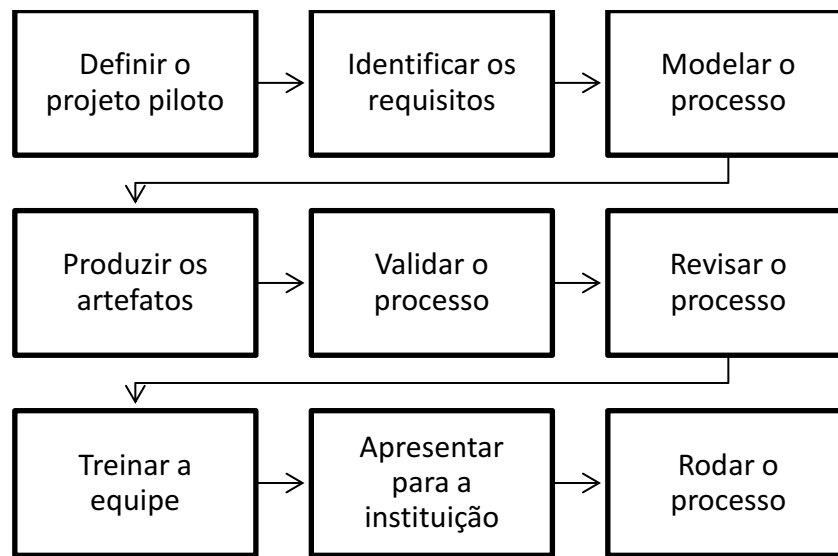 Definir o
projeto piloto
Identificar os
requisitos
Modelar o
processo
Produzir os
artefatos
Validar o
processo
Revisar o
processo
Treinar a
equipe
Apresentar
para a
instituição
Rodar o
processo